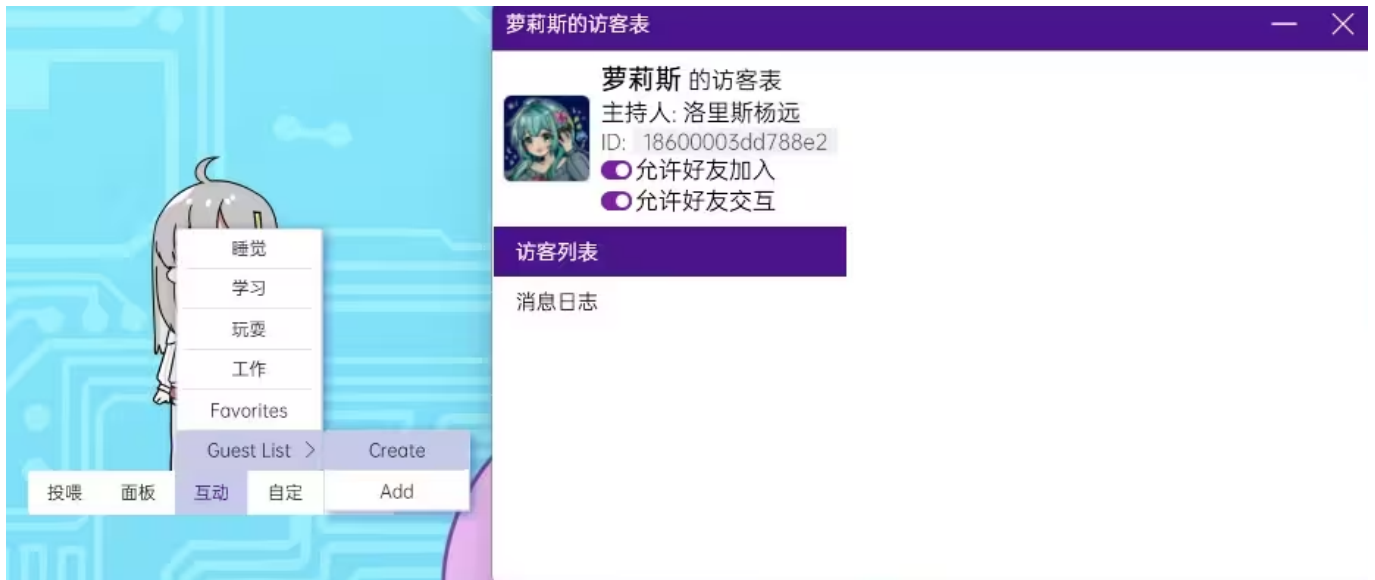 萝莉斯的访客表
萝莉斯 的访客表
主持人: 洛里斯杨远
ID: 18600003dd788e2
允许好友加入
允许好友交互
访客列表
消息日志
睡觉
学习
玩耍
工作
Favorites
Guest List
Create
Add
投喂
面板
互动
自定